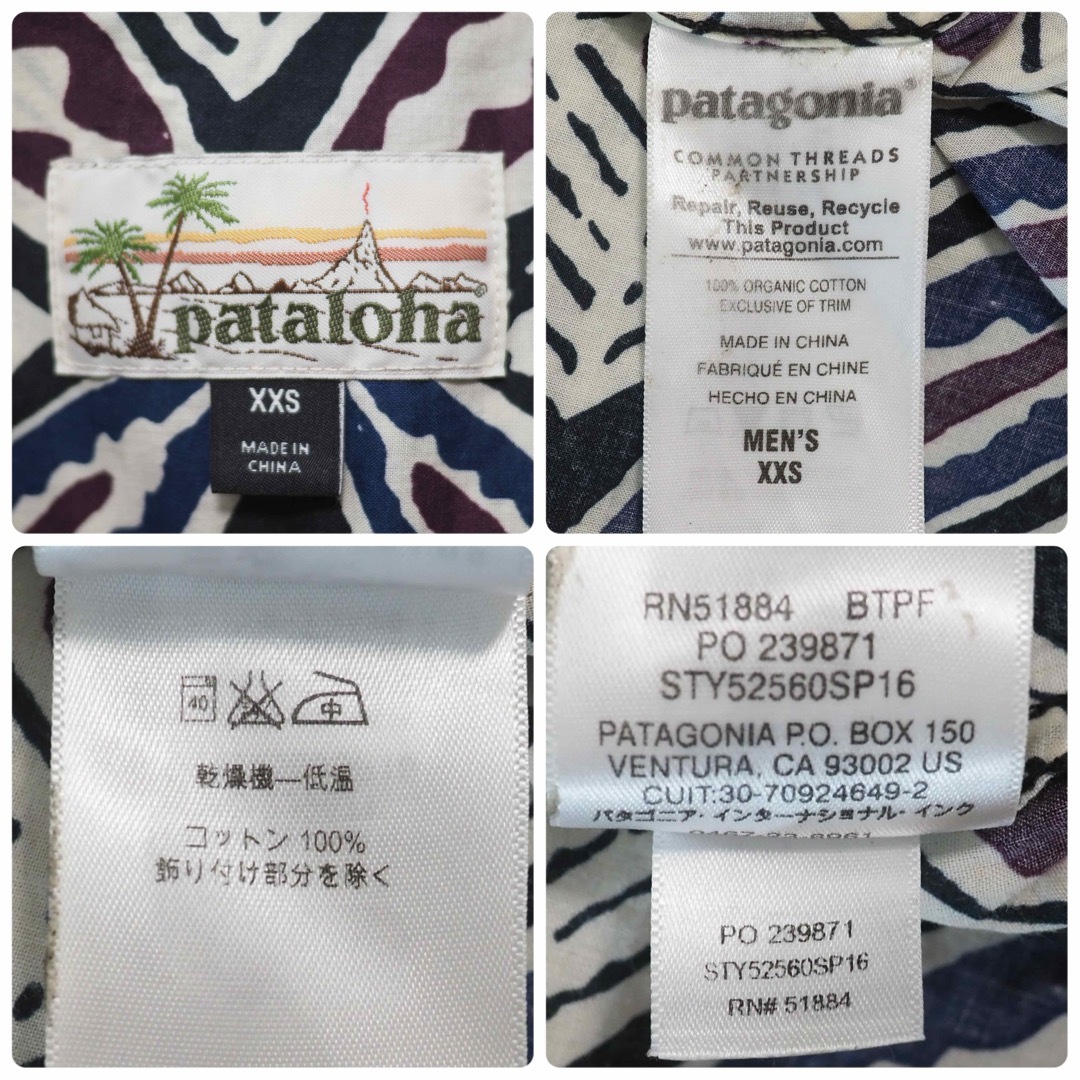 pataloha®
XXS
MADE IN
CHINA
patagonia®
COMMON THREADS
PARTNERSHIP
Repair, Reuse, Recycle
This Product
www.patagonia.com
100% ORGANIC COTTON
EXCLUSIVE OF TRIM
MADE IN CHINA
FABRIQUÉ EN CHINE
HECHO EN CHINA
MEN'S
XXS
40 中
乾燥機—低温
コットン 100%
飾り付け部分を除く
RN51884 BTPF
PO 239871
STY52560SP16
PATAGONIA P.O. BOX 150
VENTURA, CA 93002 US
CUIT:30-70924649-2
パタゴニア・インターナショナル・インク
PO 239871
STY52560SP16
RN# 51884